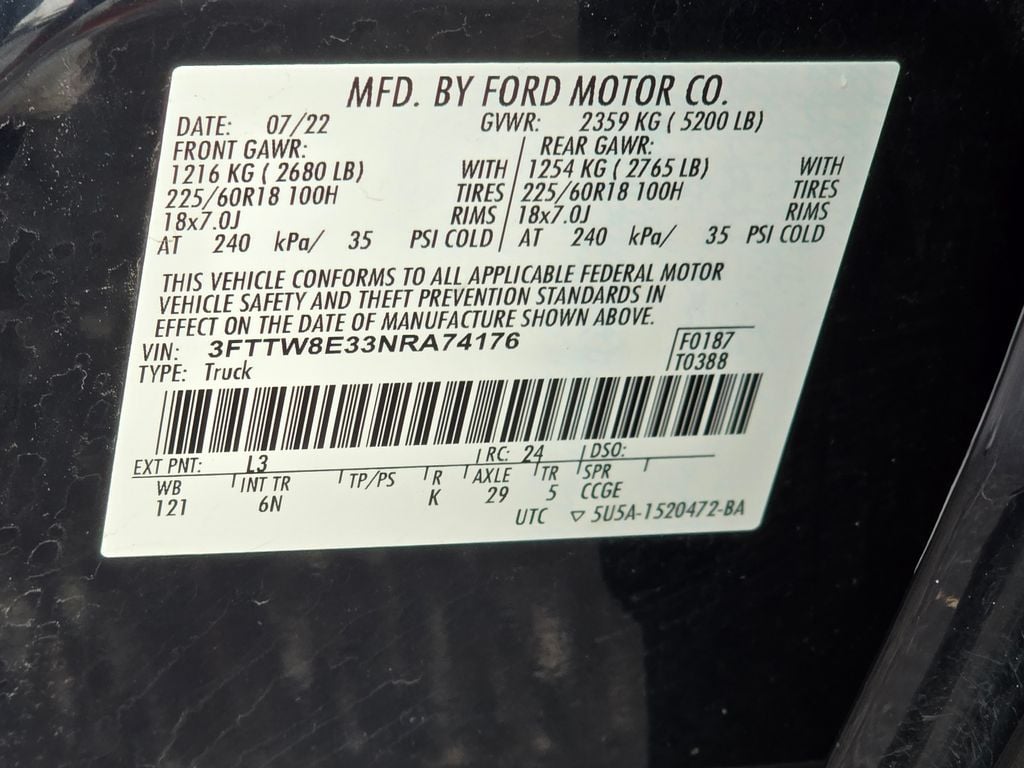 MFD. BY FORD MOTOR CO.
DATE: 07/22 GVWR: 2359 KG ( 5200 LB)
FRONT GAWR: REAR GAWR:
1216 KG ( 2680 LB) WITH 1254 KG ( 2765 LB) WITH
225/60R18 100H TIRES 225/60R18 100H TIRES
18x7.0J RIMS 18x7.0J RIMS
AT 240 kPa/ 35 PSI COLD AT 240 kPa/ 35 PSI COLD
THIS VEHICLE CONFORMS TO ALL APPLICABLE FEDERAL MOTOR
VEHICLE SAFETY AND THEFT PREVENTION STANDARDS IN
EFFECT ON THE DATE OF MANUFACTURE SHOWN ABOVE.
VIN: 3FTTW8E33NRA74176 F0187
TYPE: Truck T0388
EXT PNT: L3 RC: 24 DSO:
WB INT TR TP/PS R AXLE TR SPR
121 6N K 29 5 CCGE
UTC ▽ 5U5A-1520472-BA